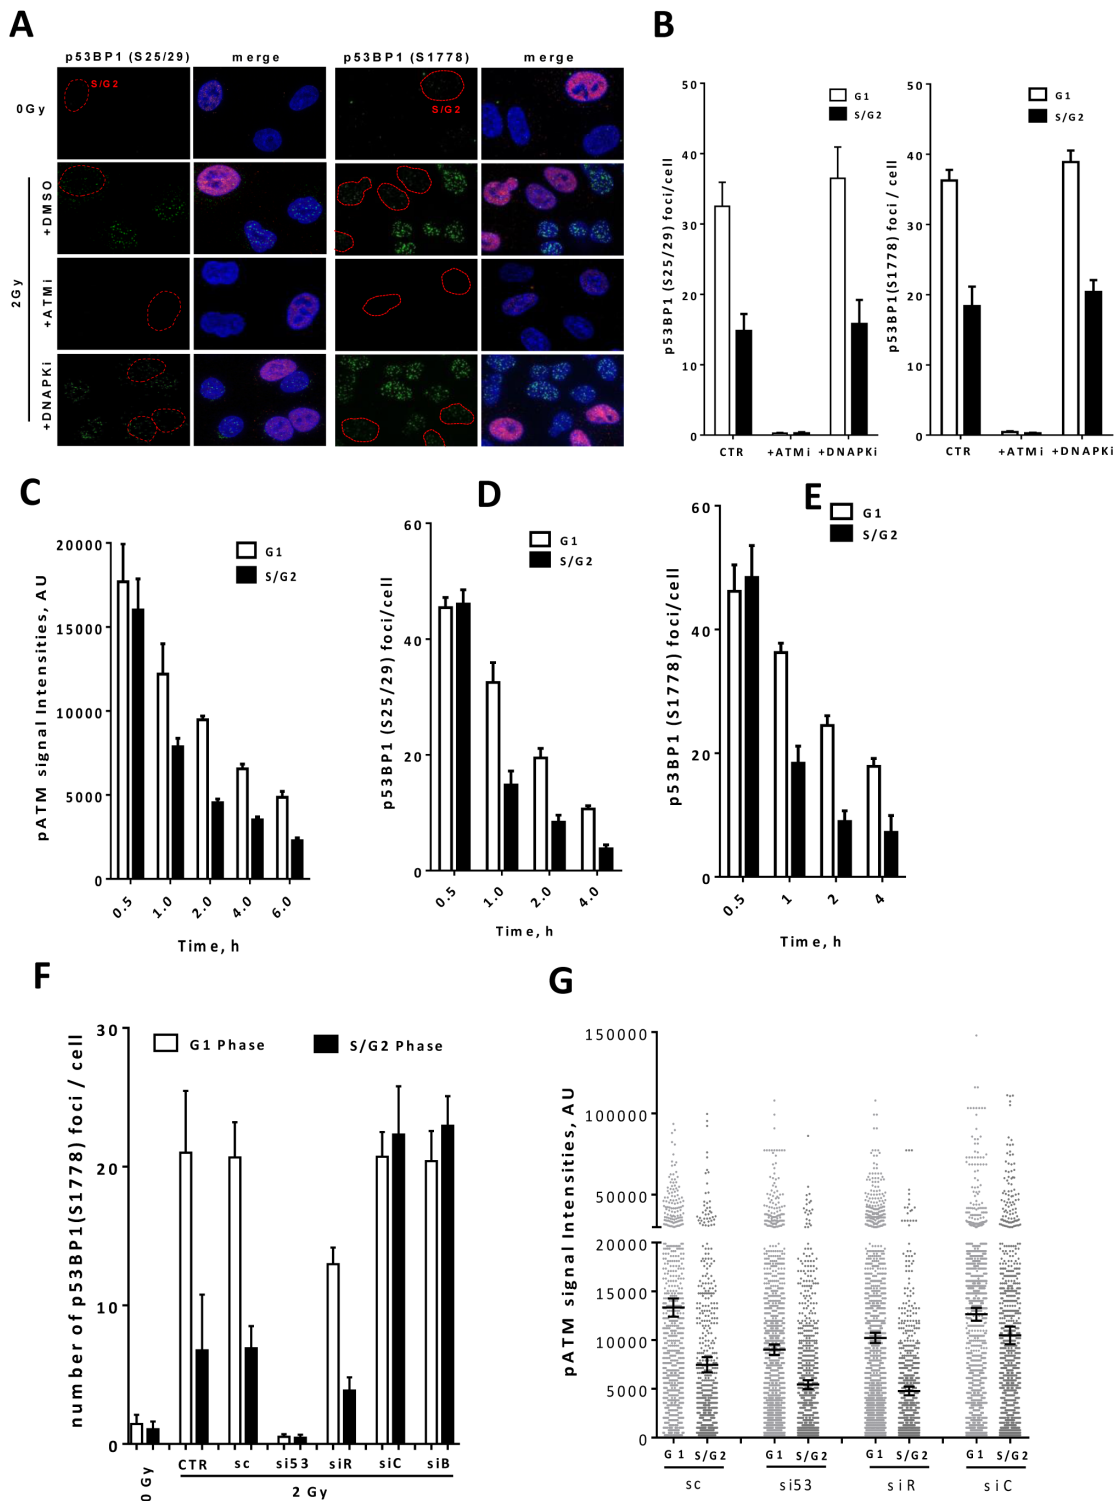 A
p53BP1 (S25/29) merge p53BP1 (S1778) merge
0Gy
S/G2
S/G2
2Gy
+DMSO
+ATMi
+DNAPKi
B
p53BP1 (S25/29) foci/cell
50
40
30
20
10
0
G1
S/G2
CTR +ATMi +DNAPKi
p53BP1(S1778) foci / cell
50
40
30
20
10
0
G1
S/G2
CTR +ATMi +DNAPKi
C
pATM signal Intensities, AU
20000
15000
10000
5000
0
G1
S/G2
0.5 1.0 2.0 4.0 6.0
Time, h
D
p53BP1 (S25/29) foci/cell
60
40
20
0
G1
S/G2
0.5 1.0 2.0 4.0
Time, h
E
p53BP1 (S1778) foci/cell
60
40
20
0
G1
S/G2
0.5 1 2 4
Time, h
F
number of p53BP1(S1778) foci / cell
30
20
10
0
G1 Phase S/G2 Phase
0 Gy CTR sc si53 siR siC siB
2 Gy
G
pATM signal Intensities, AU
150000
100000
50000
20000
15000
10000
5000
0
G1 S/G2 G1 S/G2 G1 S/G2 G1 S/G2
sc si53 siR siC